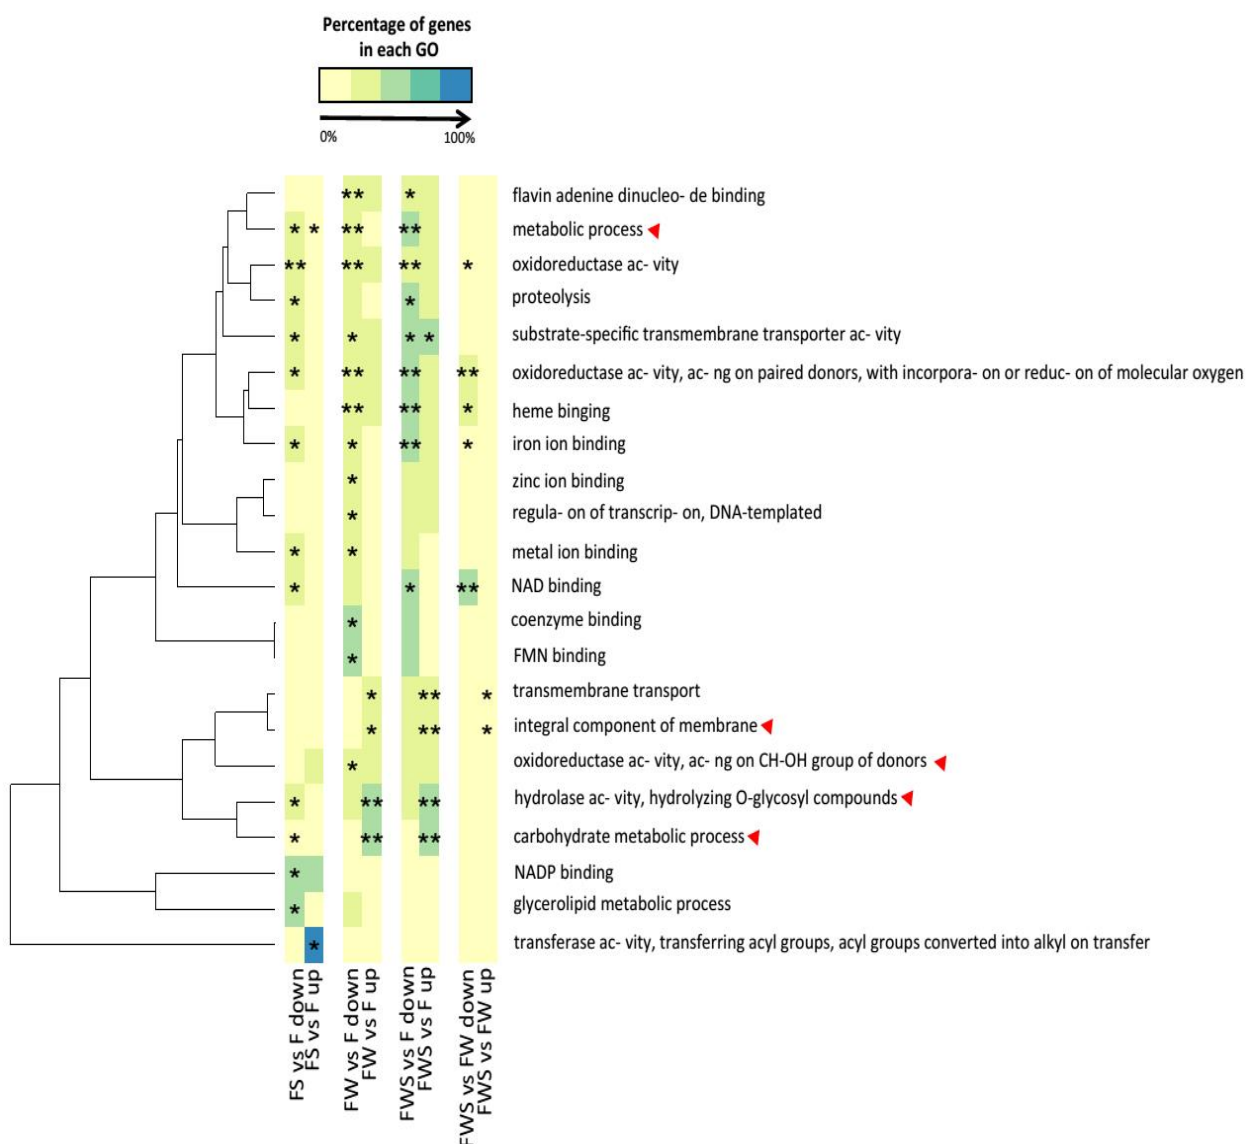 Percentage of genes
in each GO
0%
100%
** * flavin adenine dinucleo- de binding
* * ** ** metabolic process
** ** ** * oxidoreductase ac- vity
* * proteolysis
* * * * substrate-specific transmembrane transporter ac- vity
* ** ** ** oxidoreductase ac- vity, ac- ng on paired donors, with incorpora- on or reduc- on of molecular oxygen
** ** * heme binging
* * ** * iron ion binding
* zinc ion binding
* regula- on of transcrip- on, DNA-templated
* * metal ion binding
* * ** NAD binding
* coenzyme binding
* FMN binding
* ** * transmembrane transport
* ** * integral component of membrane
* oxidoreductase ac- vity, ac- ng on CH-OH group of donors
* ** ** hydrolase ac- vity, hydrolyzing O-glycosyl compounds
* ** ** carbohydrate metabolic process
* NADP binding
* glycerolipid metabolic process
* transferase ac- vity, transferring acyl groups, acyl groups converted into alkyl on transfer
FS vs F down
FS vs F up
FW vs F down
FW vs F up
FWS vs F down
FWS vs F up
FWS vs FW down
FWS vs FW up